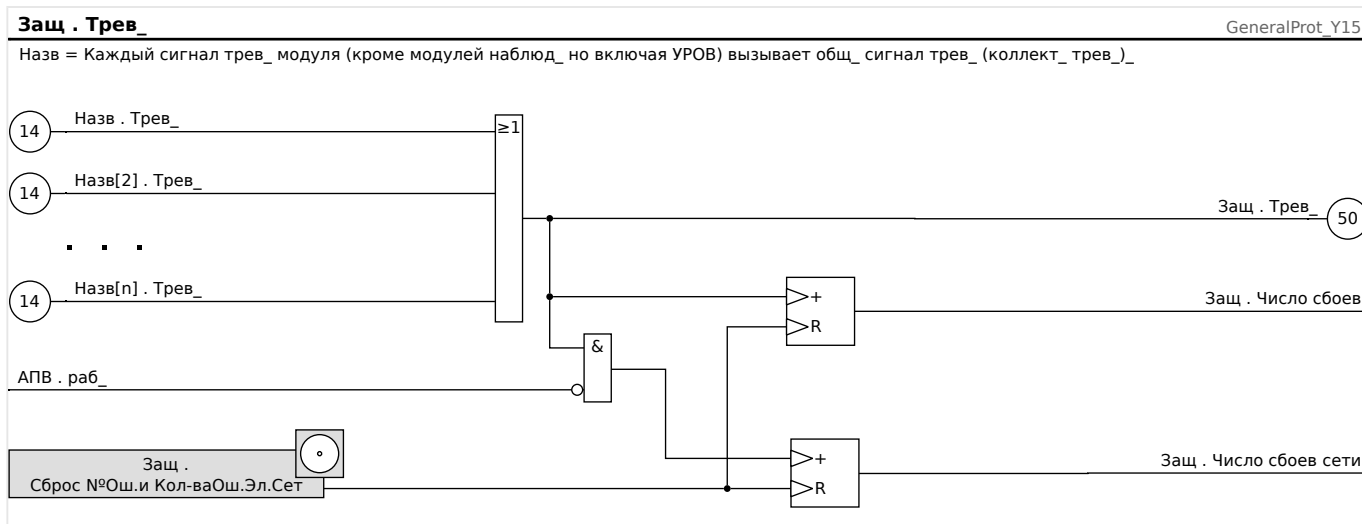 Защ . Трев_
GeneralProt_Y15
Назв = Каждый сигнал трев_ модуля (кроме модулей наблюд_ но включая УРОВ) вызывает общ_ сигнал трев_ (коллект_ трев_)_
14
Назв . Трев_
≥1
14
Назв[2] . Трев_
Защ . Трев_
50
. . .
14
Назв[n] . Трев_
+
R
Защ . Число сбоев
&
АПВ . раб_
Защ .
Сброс №Ош.и Кол-ваОш.Эл.Сет
+
R
Защ . Число сбоев сети